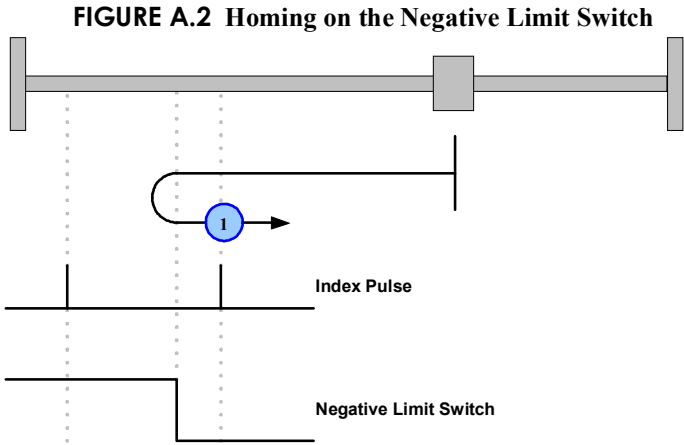 FIGURE A.2 Homing on the Negative Limit Switch
1
Index Pulse
Negative Limit Switch